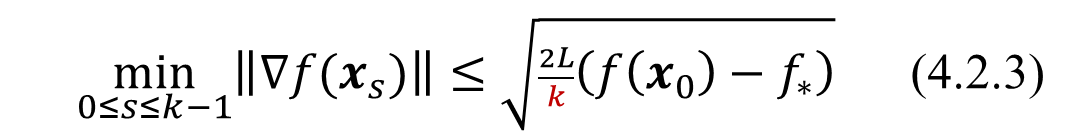 min_{0≤s≤k−1} ‖∇f(x_s)‖ ≤ √(2L/k (f(x_0) − f_*)) (4.2.3)